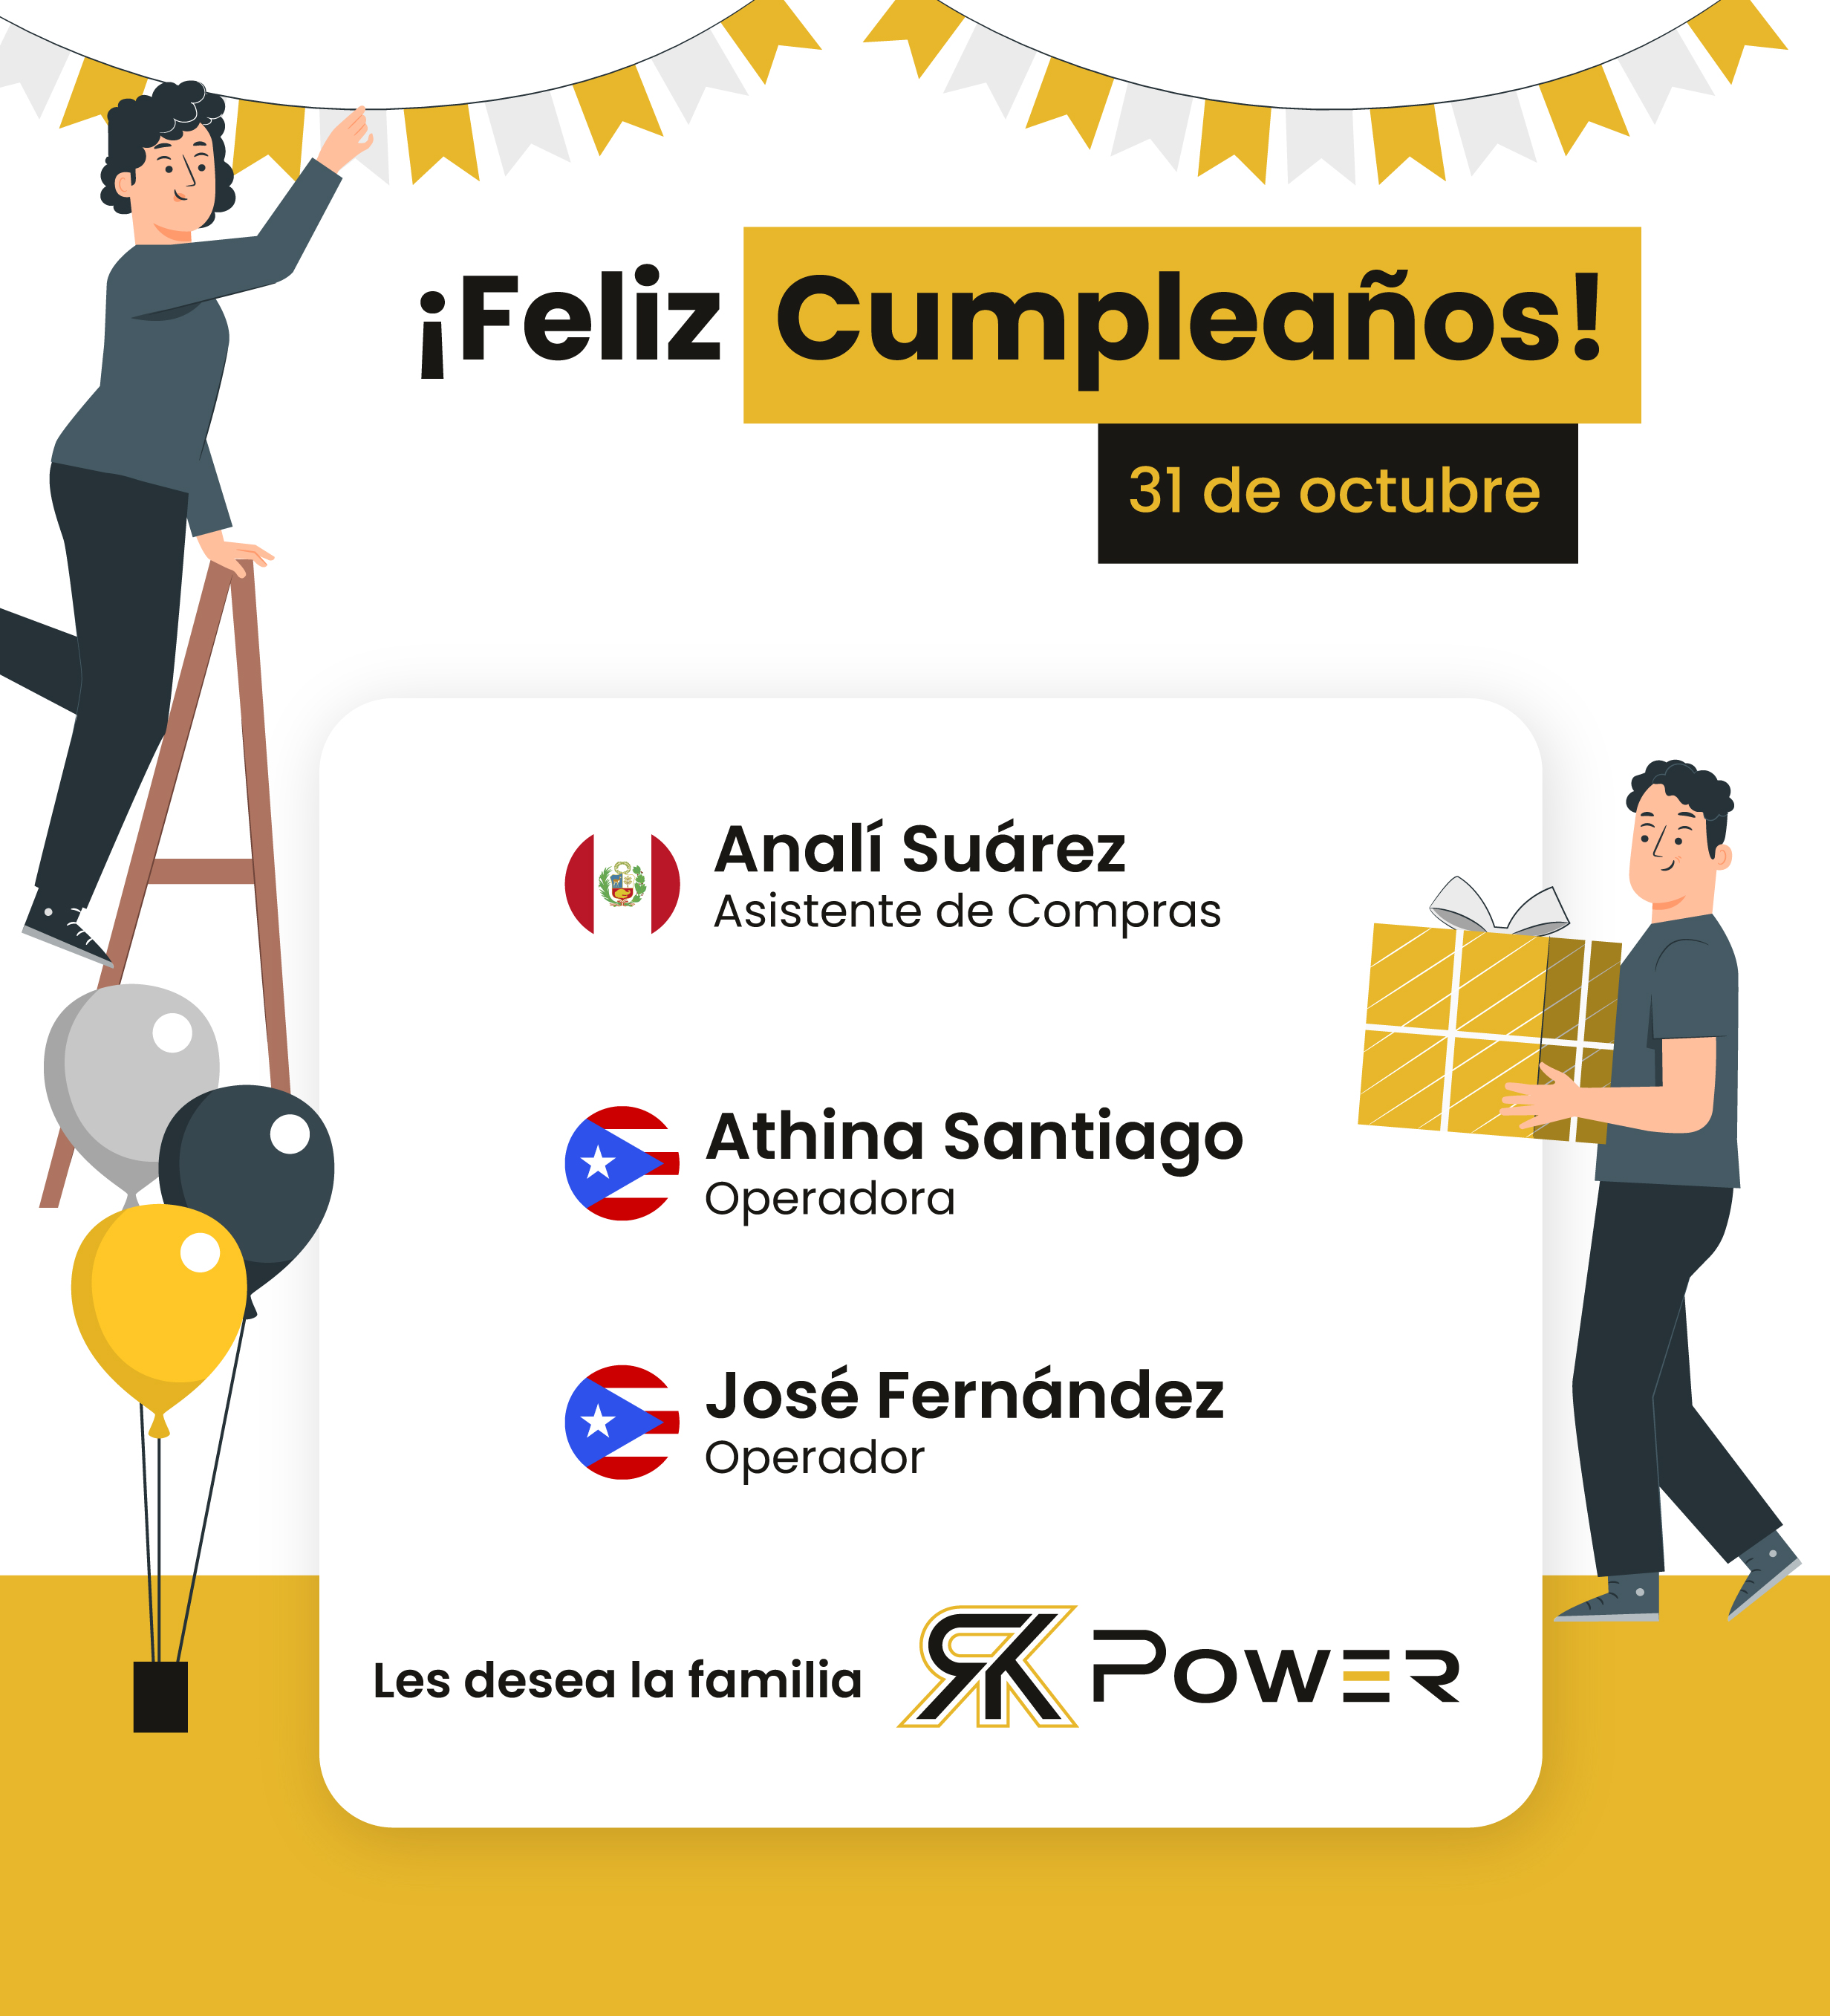 ¡Feliz Cumpleaños!
31 de octubre
Analí Suárez
Asistente de Compras
Athina Santiago
Operadora
José Fernández
Operador
Les desea la familia RK POWER